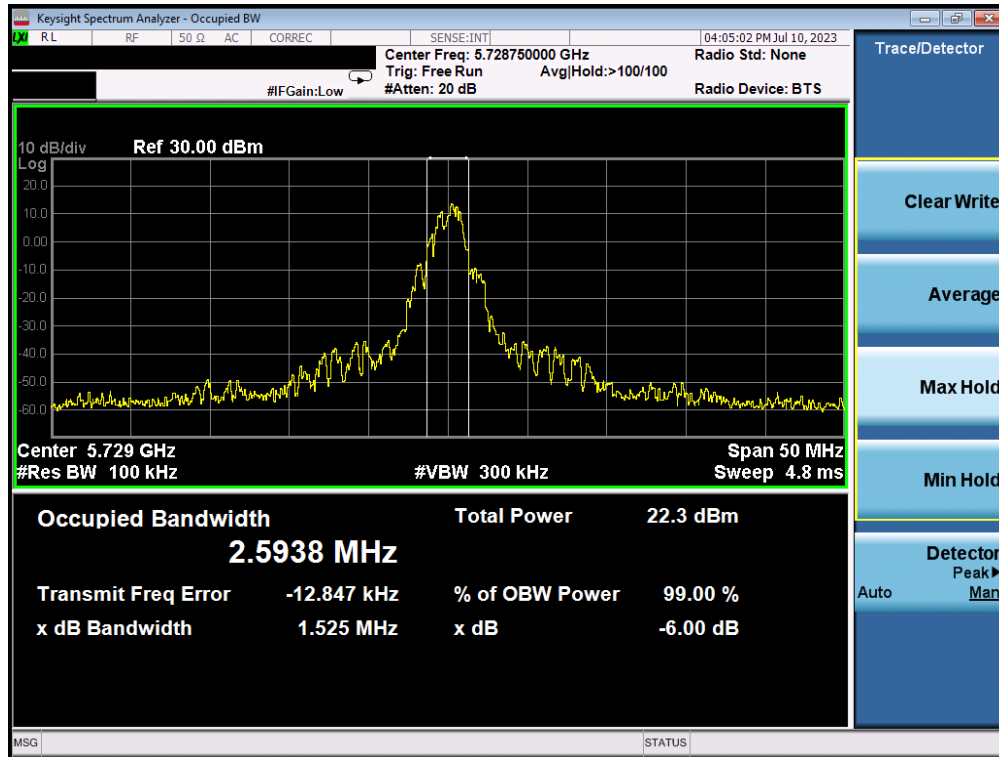 Keysight Spectrum Analyzer - Occupied BW
LXI RL RF 50 Ω AC CORREC SENSE:INT 04:05:02 PM Jul 10, 2023
Center Freq: 5.728750000 GHz Radio Std: None
Trig: Free Run Avg|Hold:>100/100
#IFGain:Low #Atten: 20 dB Radio Device: BTS
10 dB/div Ref 30.00 dBm
Log
20.0
10.0
0.00
-10.0
-20.0
-30.0
-40.0
-50.0
-60.0
Center 5.729 GHz Span 50 MHz
#Res BW 100 kHz #VBW 300 kHz Sweep 4.8 ms
Occupied Bandwidth Total Power 22.3 dBm
2.5938 MHz
Transmit Freq Error -12.847 kHz % of OBW Power 99.00 %
x dB Bandwidth 1.525 MHz x dB -6.00 dB
MSG STATUS
Trace/Detector
Clear Write
Average
Max Hold
Min Hold
Detector
Peak▶
Auto Man